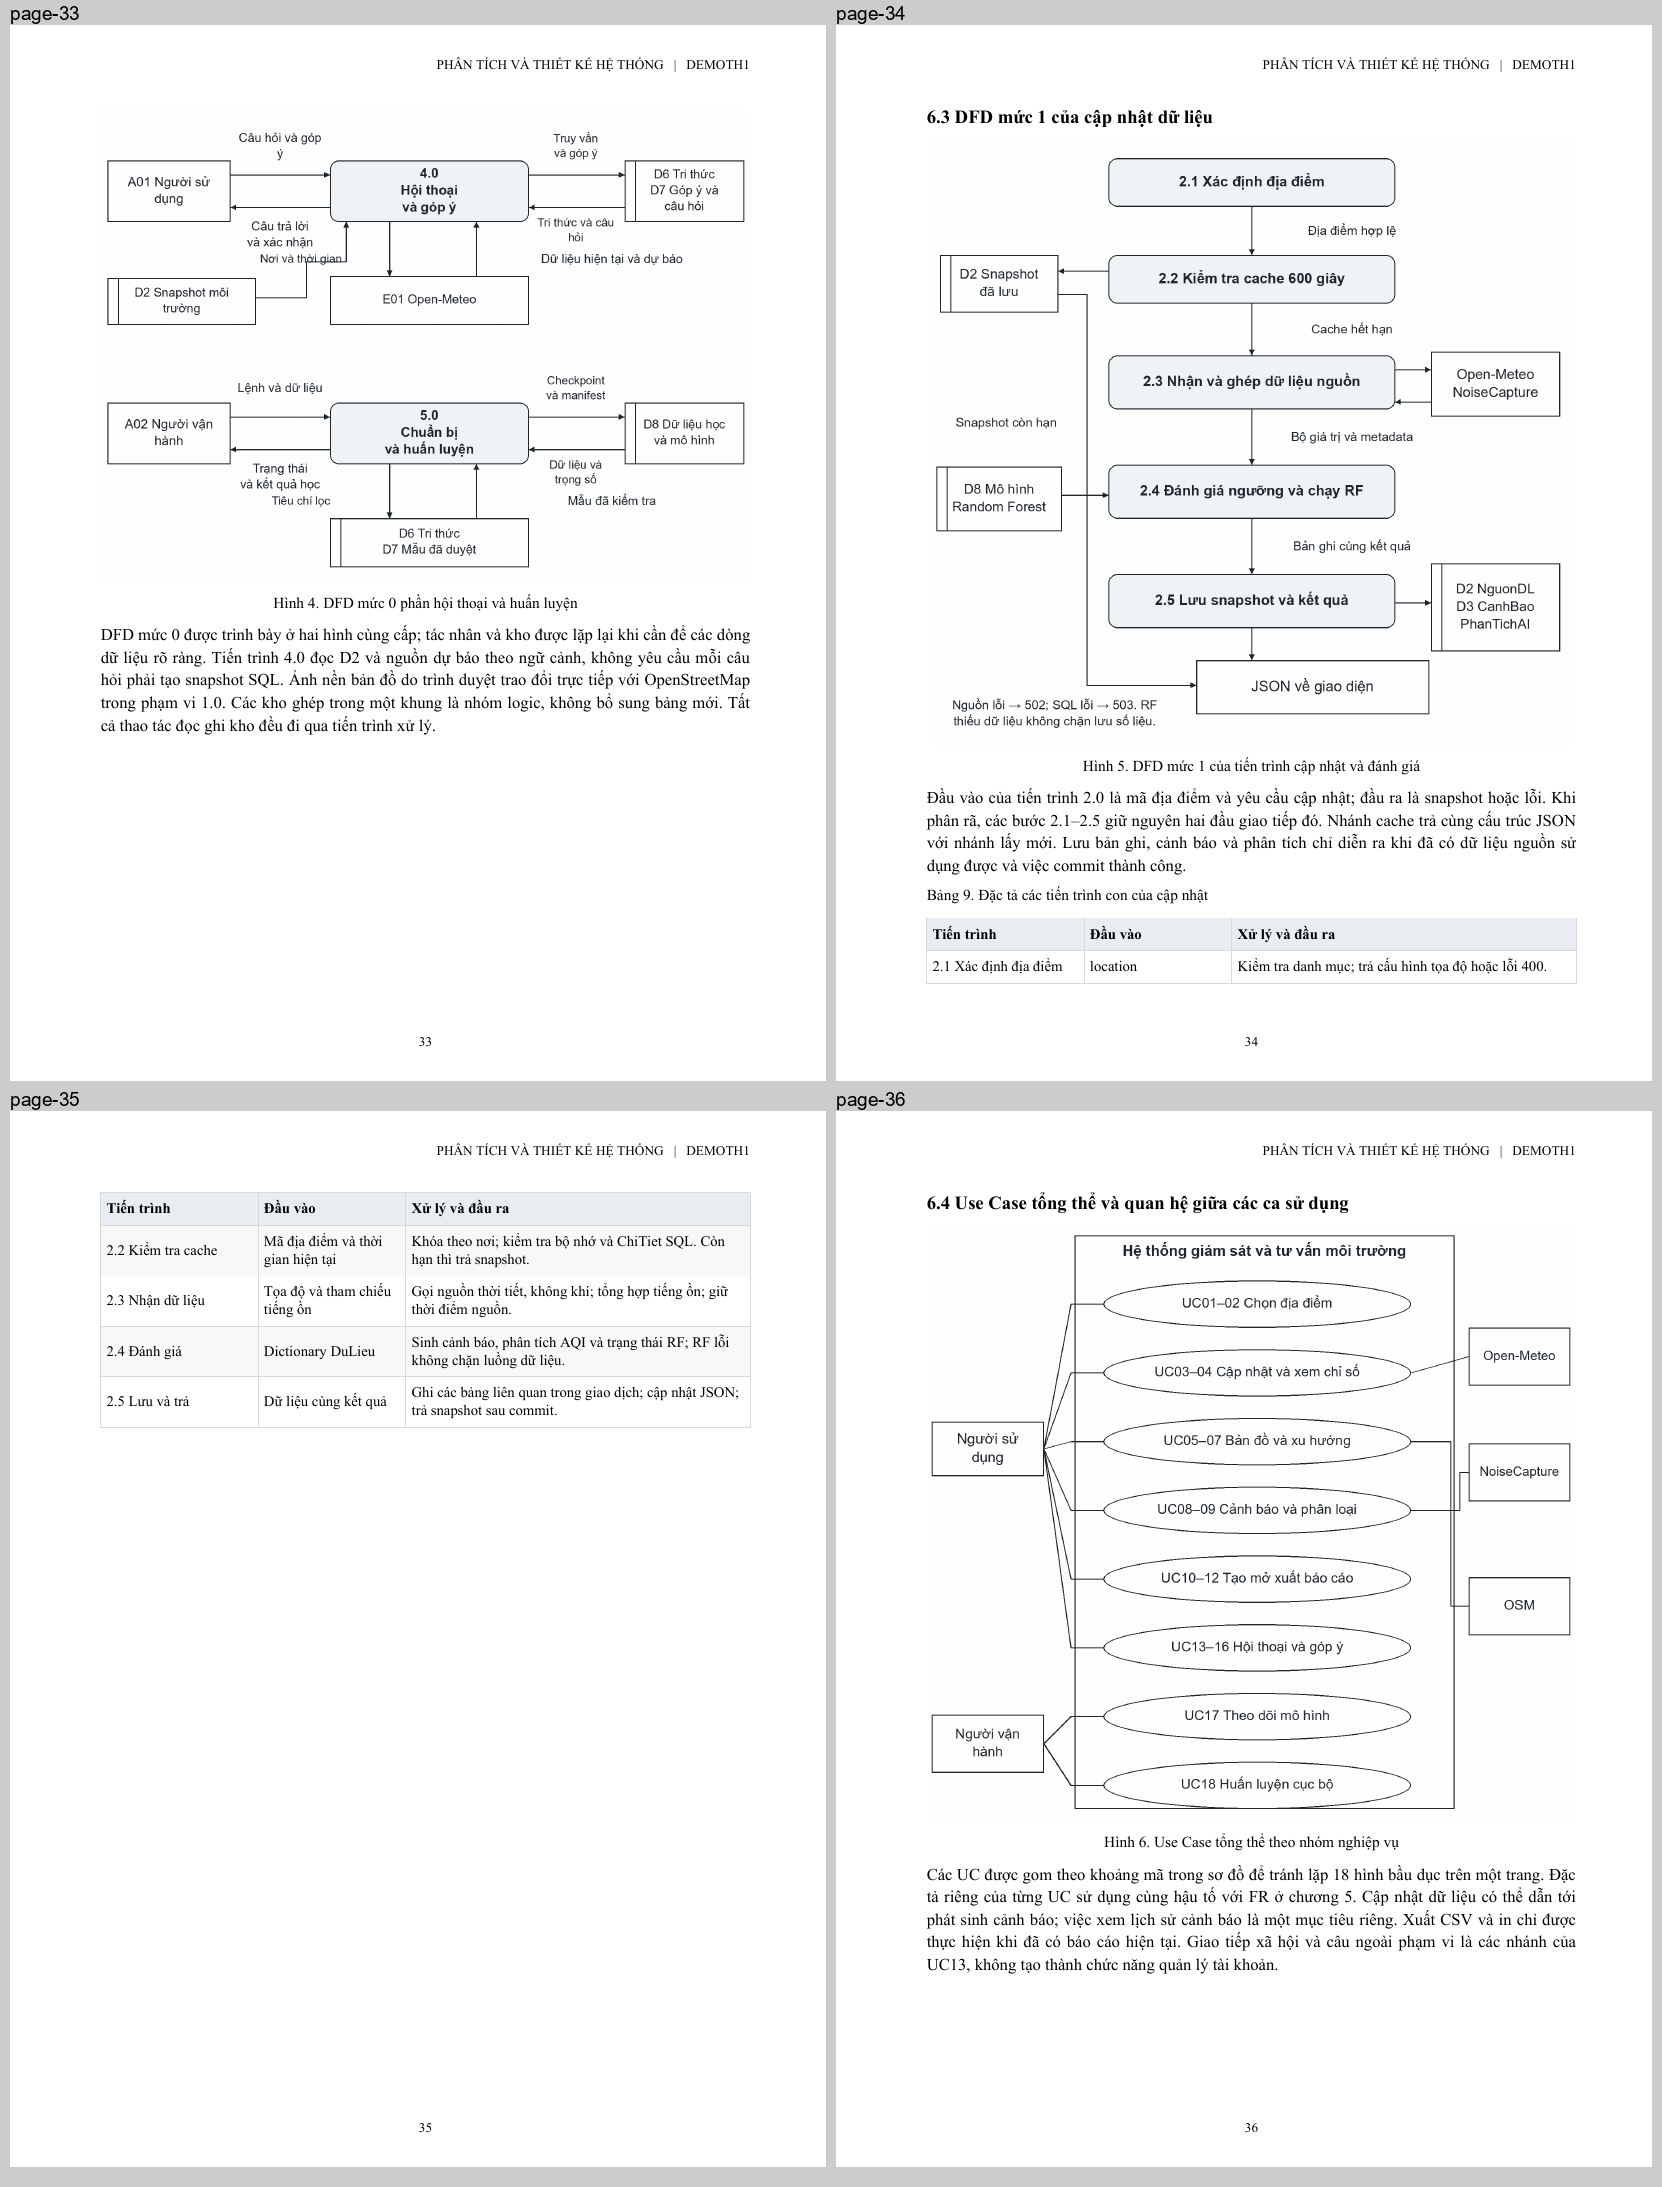 page-33
PHÂN TÍCH VÀ THIẾT KẾ HỆ THỐNG | DEMOTH1
Câu hỏi và góp
ý
Truy vấn
và góp ý
A01 Người sử
dụng
4.0
Hội thoại
và góp ý
D6 Tri thức
D7 Góp ý và
câu hỏi
Câu trả lời
và xác nhận
Tri thức và câu
hỏi
Nơi và thời gian
Dữ liệu hiện tại và dự báo
D2 Snapshot môi
trường
E01 Open-Meteo
Lệnh và dữ liệu
Checkpoint
và manifest
A02 Người vận
hành
5.0
Chuẩn bị
và huấn luyện
D8 Dữ liệu học
và mô hình
Trạng thái
và kết quả học
Dữ liệu và
trọng số
Tiêu chí lọc
Mẫu đã kiểm tra
D6 Tri thức
D7 Mẫu đã duyệt
Hình 4. DFD mức 0 phần hội thoại và huấn luyện
DFD mức 0 được trình bày ở hai hình cùng cấp; tác nhân và kho được lặp lại khi cần để các dòng
dữ liệu rõ ràng. Tiến trình 4.0 đọc D2 và nguồn dự báo theo ngữ cảnh, không yêu cầu mỗi câu
hỏi phải tạo snapshot SQL. Ảnh nền bản đồ do trình duyệt trao đổi trực tiếp với OpenStreetMap
trong phạm vi 1.0. Các kho ghép trong một khung là nhóm logic, không bổ sung bảng mới. Tất
cả thao tác đọc ghi kho đều đi qua tiến trình xử lý.
33
page-34
PHÂN TÍCH VÀ THIẾT KẾ HỆ THỐNG | DEMOTH1
6.3 DFD mức 1 của cập nhật dữ liệu
2.1 Xác định địa điểm
Địa điểm hợp lệ
D2 Snapshot
đã lưu
2.2 Kiểm tra cache 600 giây
Cache hết hạn
2.3 Nhận và ghép dữ liệu nguồn
Open-Meteo
NoiseCapture
Snapshot còn hạn
Bộ giá trị và metadata
D8 Mô hình
Random Forest
2.4 Đánh giá ngưỡng và chạy RF
Bản ghi cùng kết quả
2.5 Lưu snapshot và kết quả
D2 NguonDL
D3 CanhBao
PhanTichAI
JSON về giao diện
Nguồn lỗi → 502; SQL lỗi → 503. RF
thiếu dữ liệu không chặn lưu số liệu.
Hình 5. DFD mức 1 của tiến trình cập nhật và đánh giá
Đầu vào của tiến trình 2.0 là mã địa điểm và yêu cầu cập nhật; đầu ra là snapshot hoặc lỗi. Khi
phân rã, các bước 2.1–2.5 giữ nguyên hai đầu giao tiếp đó. Nhánh cache trả cùng cấu trúc JSON
với nhánh lấy mới. Lưu bản ghi, cảnh báo và phân tích chỉ diễn ra khi đã có dữ liệu nguồn sử
dụng được và việc commit thành công.
Bảng 9. Đặc tả các tiến trình con của cập nhật
Tiến trình Đầu vào Xử lý và đầu ra
2.1 Xác định địa điểm location Kiểm tra danh mục; trả cấu hình tọa độ hoặc lỗi 400.
34
page-35
PHÂN TÍCH VÀ THIẾT KẾ HỆ THỐNG | DEMOTH1
Tiến trình Đầu vào Xử lý và đầu ra
2.2 Kiểm tra cache
Mã địa điểm và thời
gian hiện tại
Khóa theo nơi; kiểm tra bộ nhớ và ChiTiet SQL. Còn
hạn thì trả snapshot.
2.3 Nhận dữ liệu
Tọa độ và tham chiếu
tiếng ồn
Gọi nguồn thời tiết, không khí; tổng hợp tiếng ồn; giữ
thời điểm nguồn.
2.4 Đánh giá
Dictionary DuLieu
Sinh cảnh báo, phân tích AQI và trạng thái RF; RF lỗi
không chặn luồng dữ liệu.
2.5 Lưu và trả
Dữ liệu cùng kết quả
Ghi các bảng liên quan trong giao dịch; cập nhật JSON;
trả snapshot sau commit.
35
page-36
PHÂN TÍCH VÀ THIẾT KẾ HỆ THỐNG | DEMOTH1
6.4 Use Case tổng thể và quan hệ giữa các ca sử dụng
Hệ thống giám sát và tư vấn môi trường
UC01–02 Chọn địa điểm
UC03–04 Cập nhật và xem chỉ số
Open-Meteo
Người sử
dụng
UC05–07 Bản đồ và xu hướng
NoiseCapture
UC08–09 Cảnh báo và phân loại
UC10–12 Tạo mở xuất báo cáo
OSM
UC13–16 Hội thoại và góp ý
Người vận
hành
UC17 Theo dõi mô hình
UC18 Huấn luyện cục bộ
Hình 6. Use Case tổng thể theo nhóm nghiệp vụ
Các UC được gom theo khoảng mã trong sơ đồ để tránh lặp 18 hình bầu dục trên một trang. Đặc
tả riêng của từng UC sử dụng cùng hậu tố với FR ở chương 5. Cập nhật dữ liệu có thể dẫn tới
phát sinh cảnh báo; việc xem lịch sử cảnh báo là một mục tiêu riêng. Xuất CSV và in chỉ được
thực hiện khi đã có báo cáo hiện tại. Giao tiếp xã hội và câu ngoài phạm vi là các nhánh của
UC13, không tạo thành chức năng quản lý tài khoản.
36